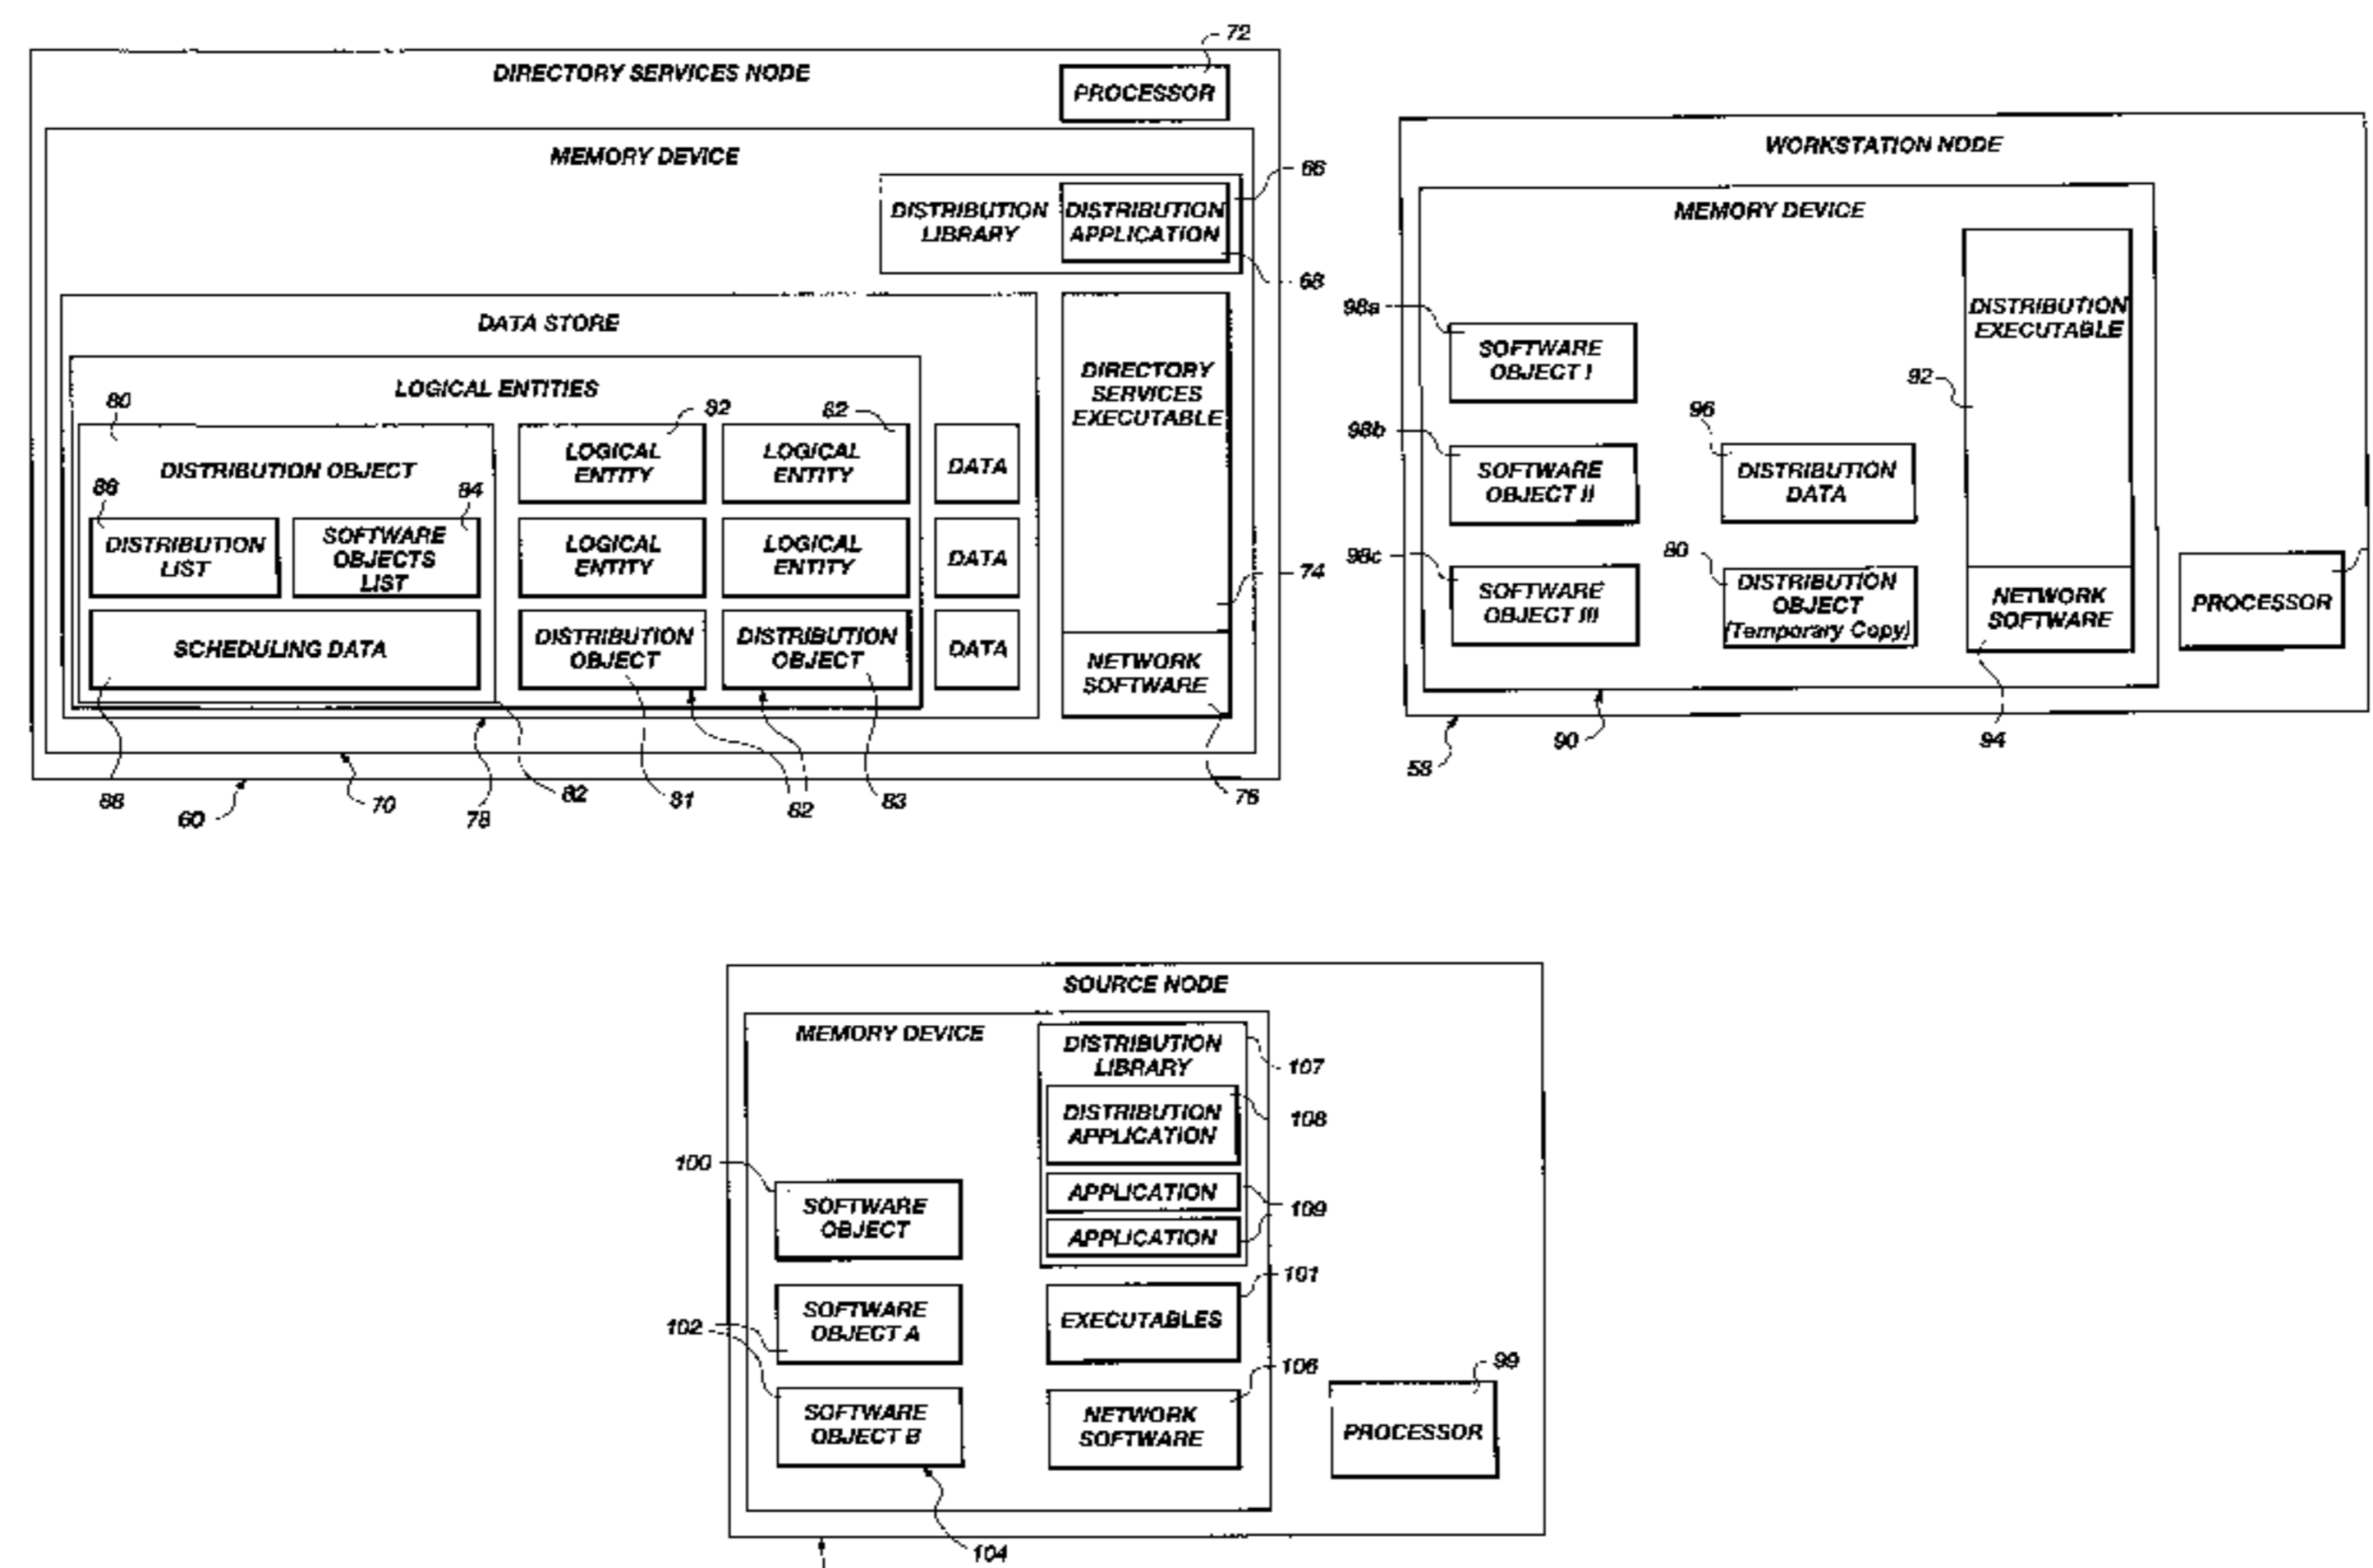 72
DIRECTORY SERVICES NODE
PROCESSOR
MEMORY DEVICE
66
DISTRIBUTION
LIBRARY
DISTRIBUTION
APPLICATION
68
DATA STORE
LOGICAL ENTITIES
80
82
82
DISTRIBUTION OBJECT
LOGICAL
ENTITY
LOGICAL
ENTITY
DATA
86
84
DISTRIBUTION
LIST
SOFTWARE
OBJECTS
LIST
LOGICAL
ENTITY
LOGICAL
ENTITY
DATA
SCHEDULING DATA
DISTRIBUTION
OBJECT
DISTRIBUTION
OBJECT
DATA
DIRECTORY
SERVICES
EXECUTABLE
74
NETWORK
SOFTWARE
88
60
70
78
82
81
82
83
76
WORKSTATION NODE
MEMORY DEVICE
98a
SOFTWARE
OBJECT I
98b
SOFTWARE
OBJECT II
98c
SOFTWARE
OBJECT III
96
DISTRIBUTION
DATA
80
DISTRIBUTION
OBJECT
(Temporary Copy)
92
DISTRIBUTION
EXECUTABLE
NETWORK
SOFTWARE
PROCESSOR
58
90
94
SOURCE NODE
MEMORY DEVICE
DISTRIBUTION
LIBRARY
107
DISTRIBUTION
APPLICATION
108
APPLICATION
APPLICATION
109
100
SOFTWARE
OBJECT
102
SOFTWARE
OBJECT A
SOFTWARE
OBJECT B
101
EXECUTABLES
106
NETWORK
SOFTWARE
99
PROCESSOR
104